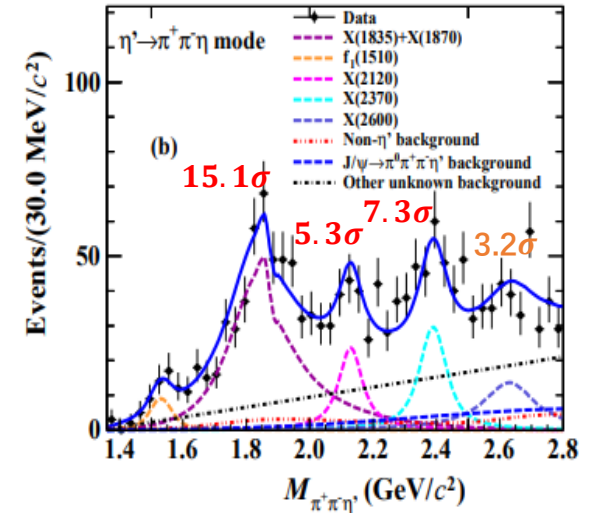 η'→π⁺π⁻η mode
Data
X(1835)+X(1870)
f₁(1510)
X(2120)
X(2370)
X(2600)
Non-η' background
J/ψ→π⁰π⁺π⁻η' background
Other unknown background
(b)
15.1σ
5.3σ
7.3σ
3.2σ
Events/(30.0 MeV/c²)
100
50
0
1.4 1.6 1.8 2.0 2.2 2.4 2.6 2.8
M_π⁺π⁻η' (GeV/c²)